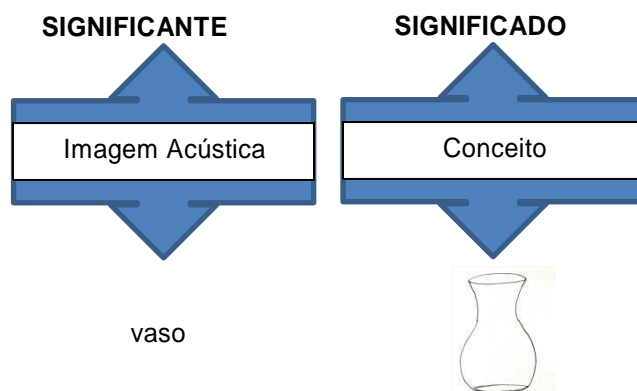 SIGNIFICANTE
SIGNIFICADO
Imagem Acústica
Conceito
vaso